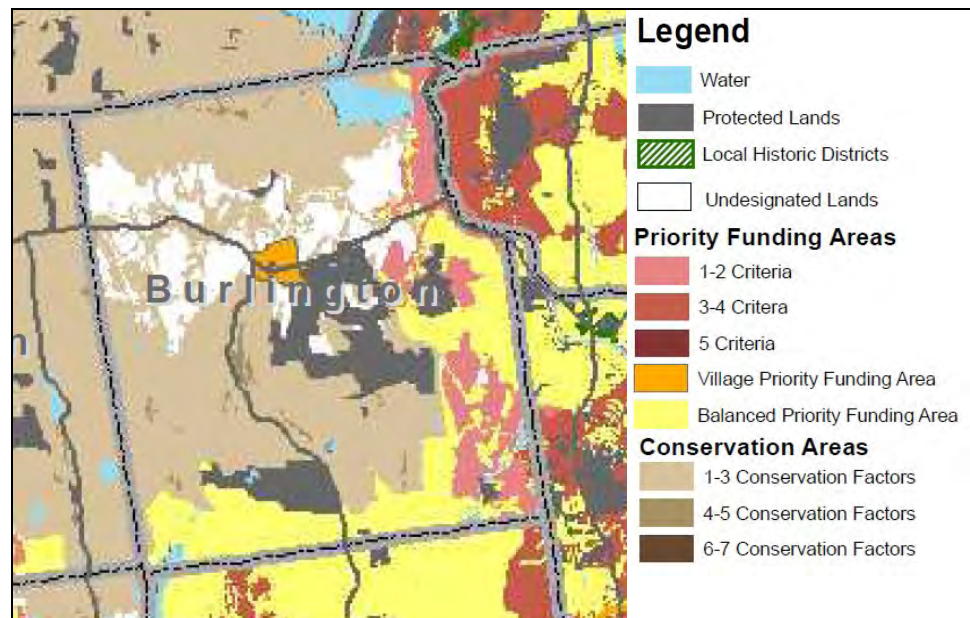 Burlington
n
Legend
Water
Protected Lands
Local Historic Districts
Undesignated Lands
Priority Funding Areas
1-2 Criteria
3-4 Critera
5 Criteria
Village Priority Funding Area
Balanced Priority Funding Area
Conservation Areas
1-3 Conservation Factors
4-5 Conservation Factors
6-7 Conservation Factors